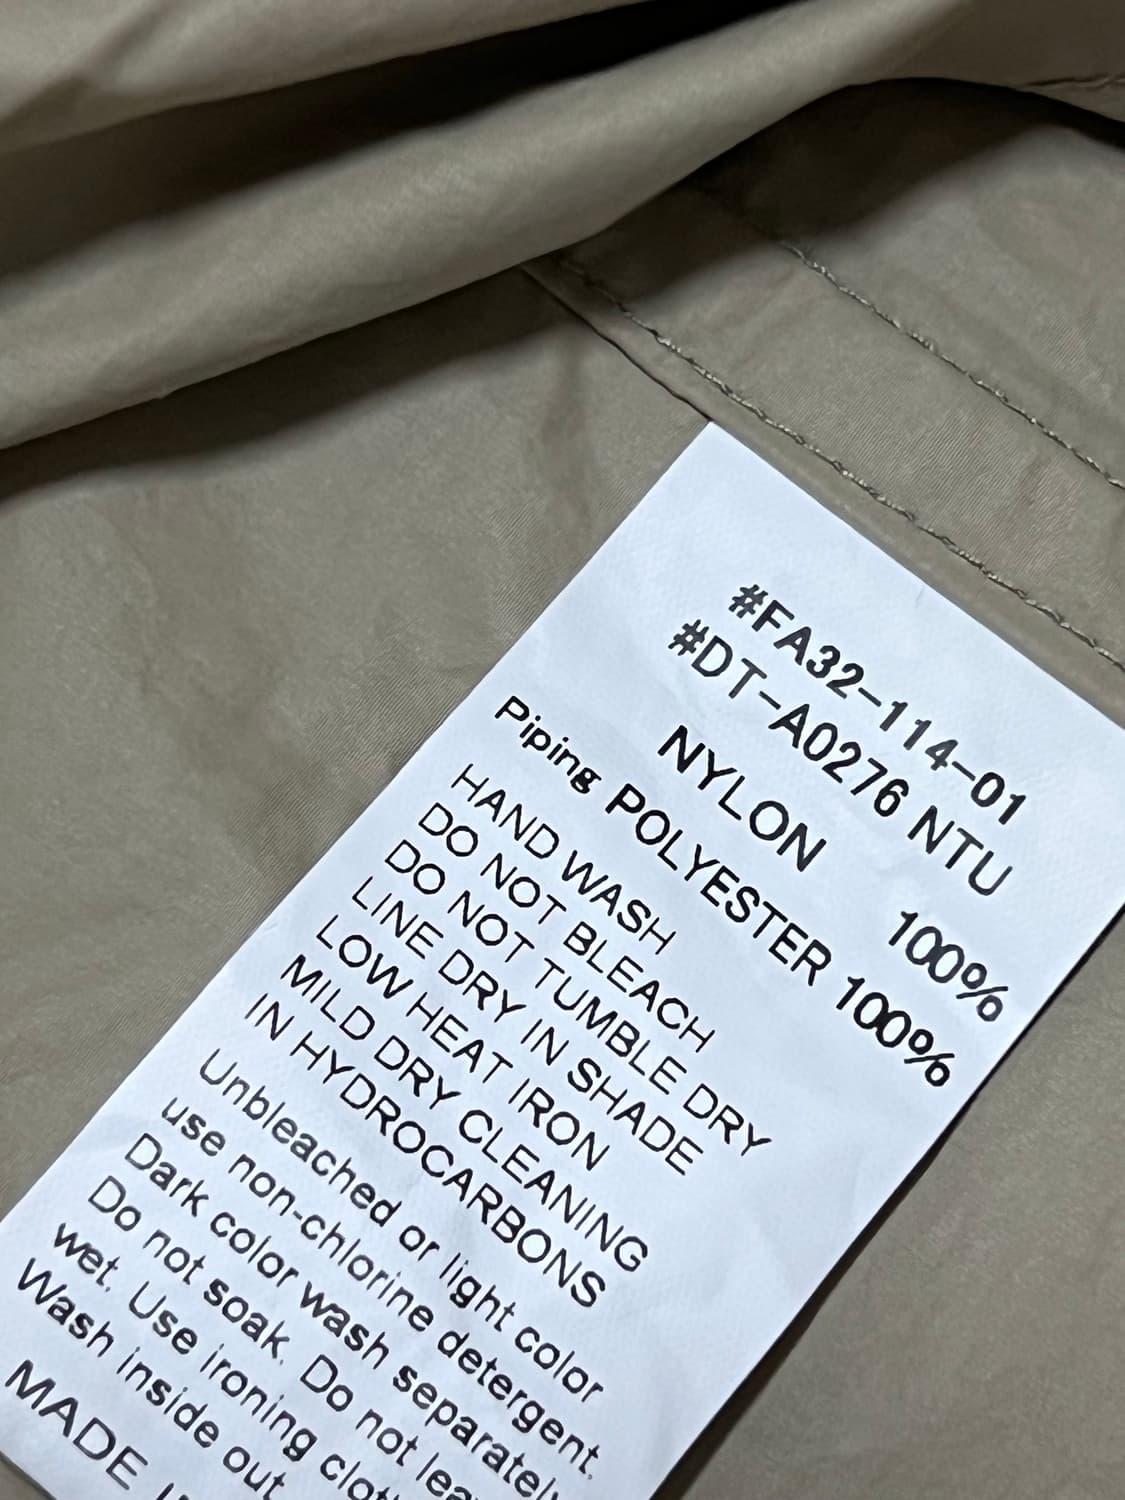 #FA32-114-01
#DT-A0276 NTU
NYLON 100%
Piping POLYESTER 100%
HAND WASH
DO NOT BLEACH
DO NOT TUMBLE DRY
LINE DRY IN SHADE
LOW HEAT IRON
MILD DRY CLEANING
IN HYDROCARBONS
Unbleached or light color
use non-chlorine detergent.
Dark color wash separately
Do not soak. Do not
wet. Use ironing
Wash inside out
MADE